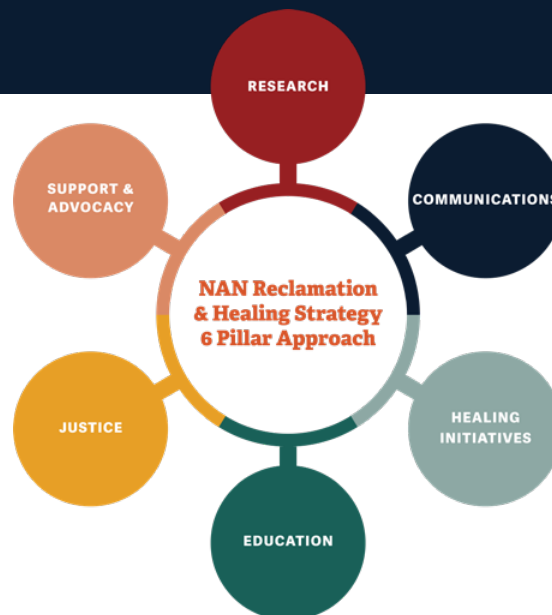 RESEARCH
SUPPORT &
ADVOCACY
COMMUNICATIONS
NAN Reclamation
& Healing Strategy
6 Pillar Approach
JUSTICE
HEALING
INITIATIVES
EDUCATION